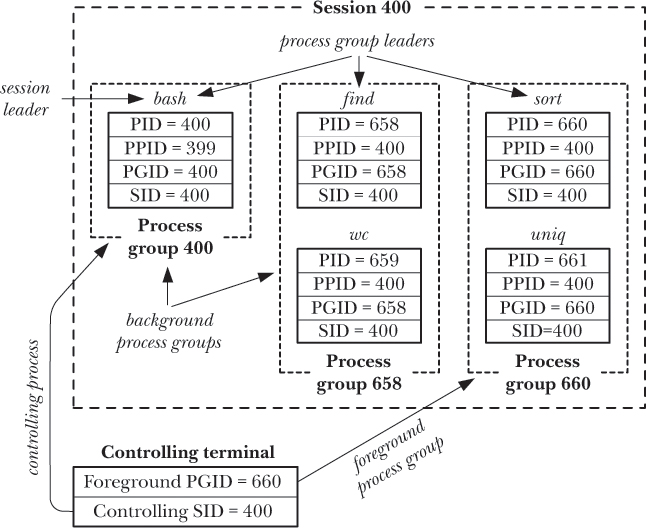 Session 400
process group leaders
session
leader
bash
PID = 400
PPID = 399
PGID = 400
SID = 400
Process
group 400
find
PID = 658
PPID = 400
PGID = 658
SID = 400
wc
PID = 659
PPID = 400
PGID = 658
SID = 400
Process
group 658
sort
PID = 660
PPID = 400
PGID = 660
SID = 400
uniq
PID = 661
PPID = 400
PGID = 660
SID=400
Process
group 660
background
process groups
controlling process
foreground
process group
Controlling terminal
Foreground PGID = 660
Controlling SID = 400